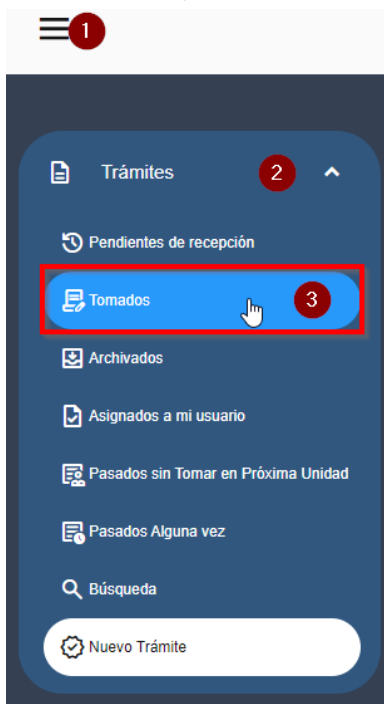 1
Trámites 2
Pendientes de recepción
Tomados 3
Archivados
Asignados a mi usuario
Pasados sin Tomar en Próxima Unidad
Pasados Alguna vez
Búsqueda
Nuevo Trámite